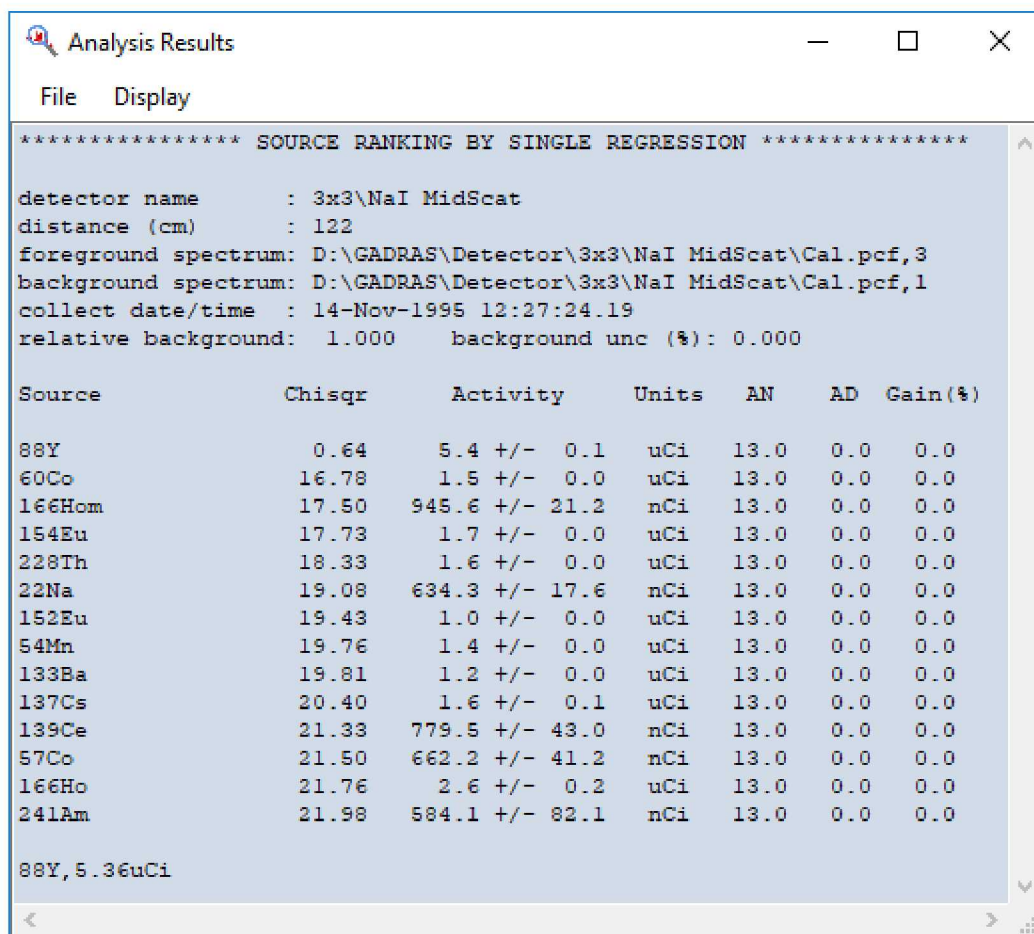 Analysis Results
File Display
**************** SOURCE RANKING BY SINGLE REGRESSION ***************
detector name : 3x3\NaI MidScat
distance (cm) : 122
foreground spectrum: D:\GADRAS\Detector\3x3\NaI MidScat\Cal.pcf,3
background spectrum: D:\GADRAS\Detector\3x3\NaI MidScat\Cal.pcf,1
collect date/time : 14-Nov-1995 12:27:24.19
relative background: 1.000 background unc (%): 0.000
Source Chisqr Activity Units AN AD Gain(%)
88Y 0.64 5.4 +/- 0.1 uCi 13.0 0.0 0.0
60Co 16.78 1.5 +/- 0.0 uCi 13.0 0.0 0.0
166Hom 17.50 945.6 +/- 21.2 nCi 13.0 0.0 0.0
154Eu 17.73 1.7 +/- 0.0 uCi 13.0 0.0 0.0
228Th 18.33 1.6 +/- 0.0 uCi 13.0 0.0 0.0
22Na 19.08 634.3 +/- 17.6 nCi 13.0 0.0 0.0
152Eu 19.43 1.0 +/- 0.0 uCi 13.0 0.0 0.0
54Mn 19.76 1.4 +/- 0.0 uCi 13.0 0.0 0.0
133Ba 19.81 1.2 +/- 0.0 uCi 13.0 0.0 0.0
137Cs 20.40 1.6 +/- 0.1 uCi 13.0 0.0 0.0
139Ce 21.33 779.5 +/- 43.0 nCi 13.0 0.0 0.0
57Co 21.50 662.2 +/- 41.2 nCi 13.0 0.0 0.0
166Ho 21.76 2.6 +/- 0.2 uCi 13.0 0.0 0.0
241Am 21.98 584.1 +/- 82.1 nCi 13.0 0.0 0.0
88Y,5.36uCi